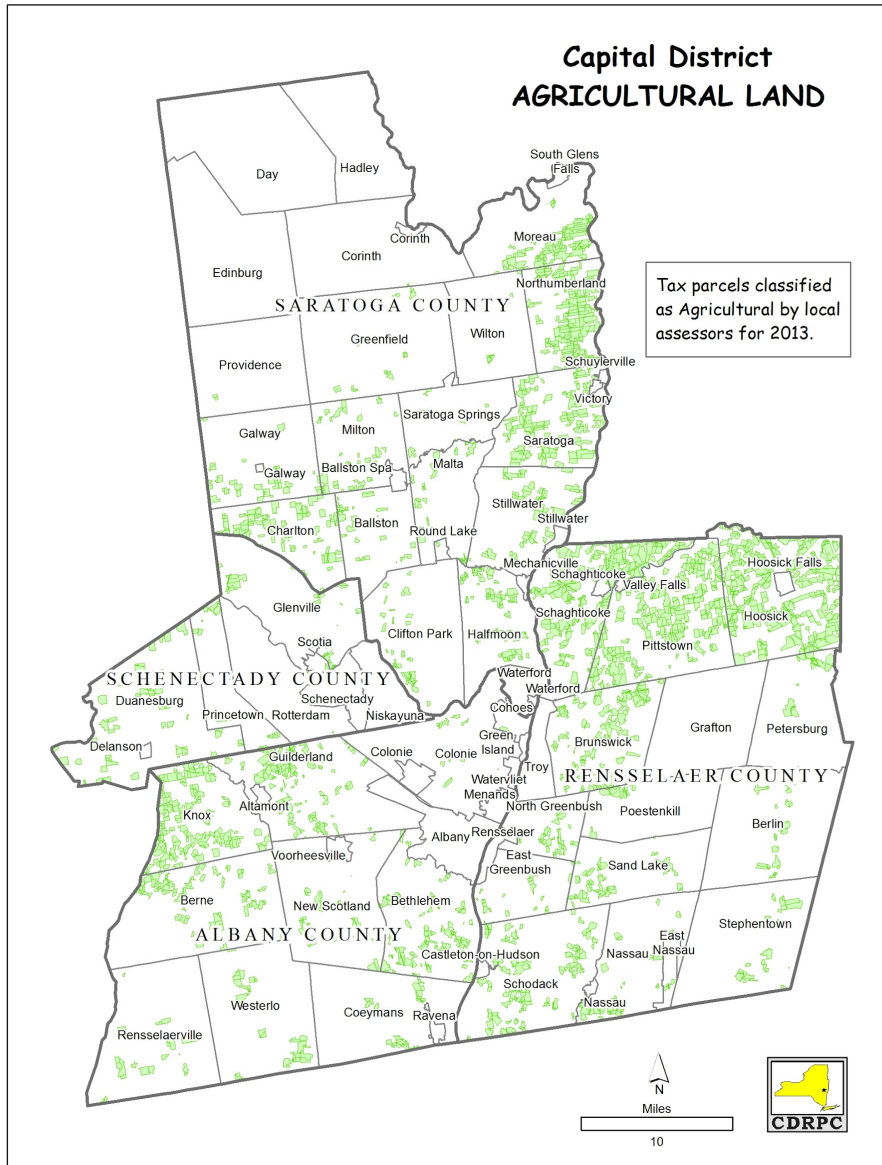 Capital District
AGRICULTURAL LAND
South Glens
Falls
Day
Hadley
Corinth
Corinth
Moreau
Edinburg
Northumberland
Tax parcels classified
as Agricultural by local
assessors for 2013.
SARATOGA COUNTY
Greenfield
Wilton
Providence
Schuylerville
Victory
Saratoga Springs
Galway
Milton
Saratoga
Galway
Ballston Spa
Malta
Stillwater
Stillwater
Charlton
Ballston
Round Lake
Mechanicville
Schaghticoke
Valley Falls
Hoosick Falls
Glenville
Schaghticoke
Hoosick
Clifton Park
Halfmoon
Pittstown
Scotia
SCHENECTADY COUNTY
Waterford
Waterford
Duanesburg
Schenectady
Princetown
Rotterdam
Niskayuna
Cohoes
Grafton
Petersburg
Delanson
Green
Island
Brunswick
Guilderland
Colonie
Colonie
Troy
RENSSELAER COUNTY
Watervliet
Menands
North Greenbush
Knox
Altamont
Poestenkill
Berlin
Albany
Rensselaer
Voorheesville
East
Greenbush
Sand Lake
Berne
New Scotland
Bethlehem
Stephentown
ALBANY COUNTY
East
Nassau
Castleton-on-Hudson
Nassau
Schodack
Westerlo
Coeymans
Ravena
Nassau
Rensselaerville
N
Miles
10
CDRPC